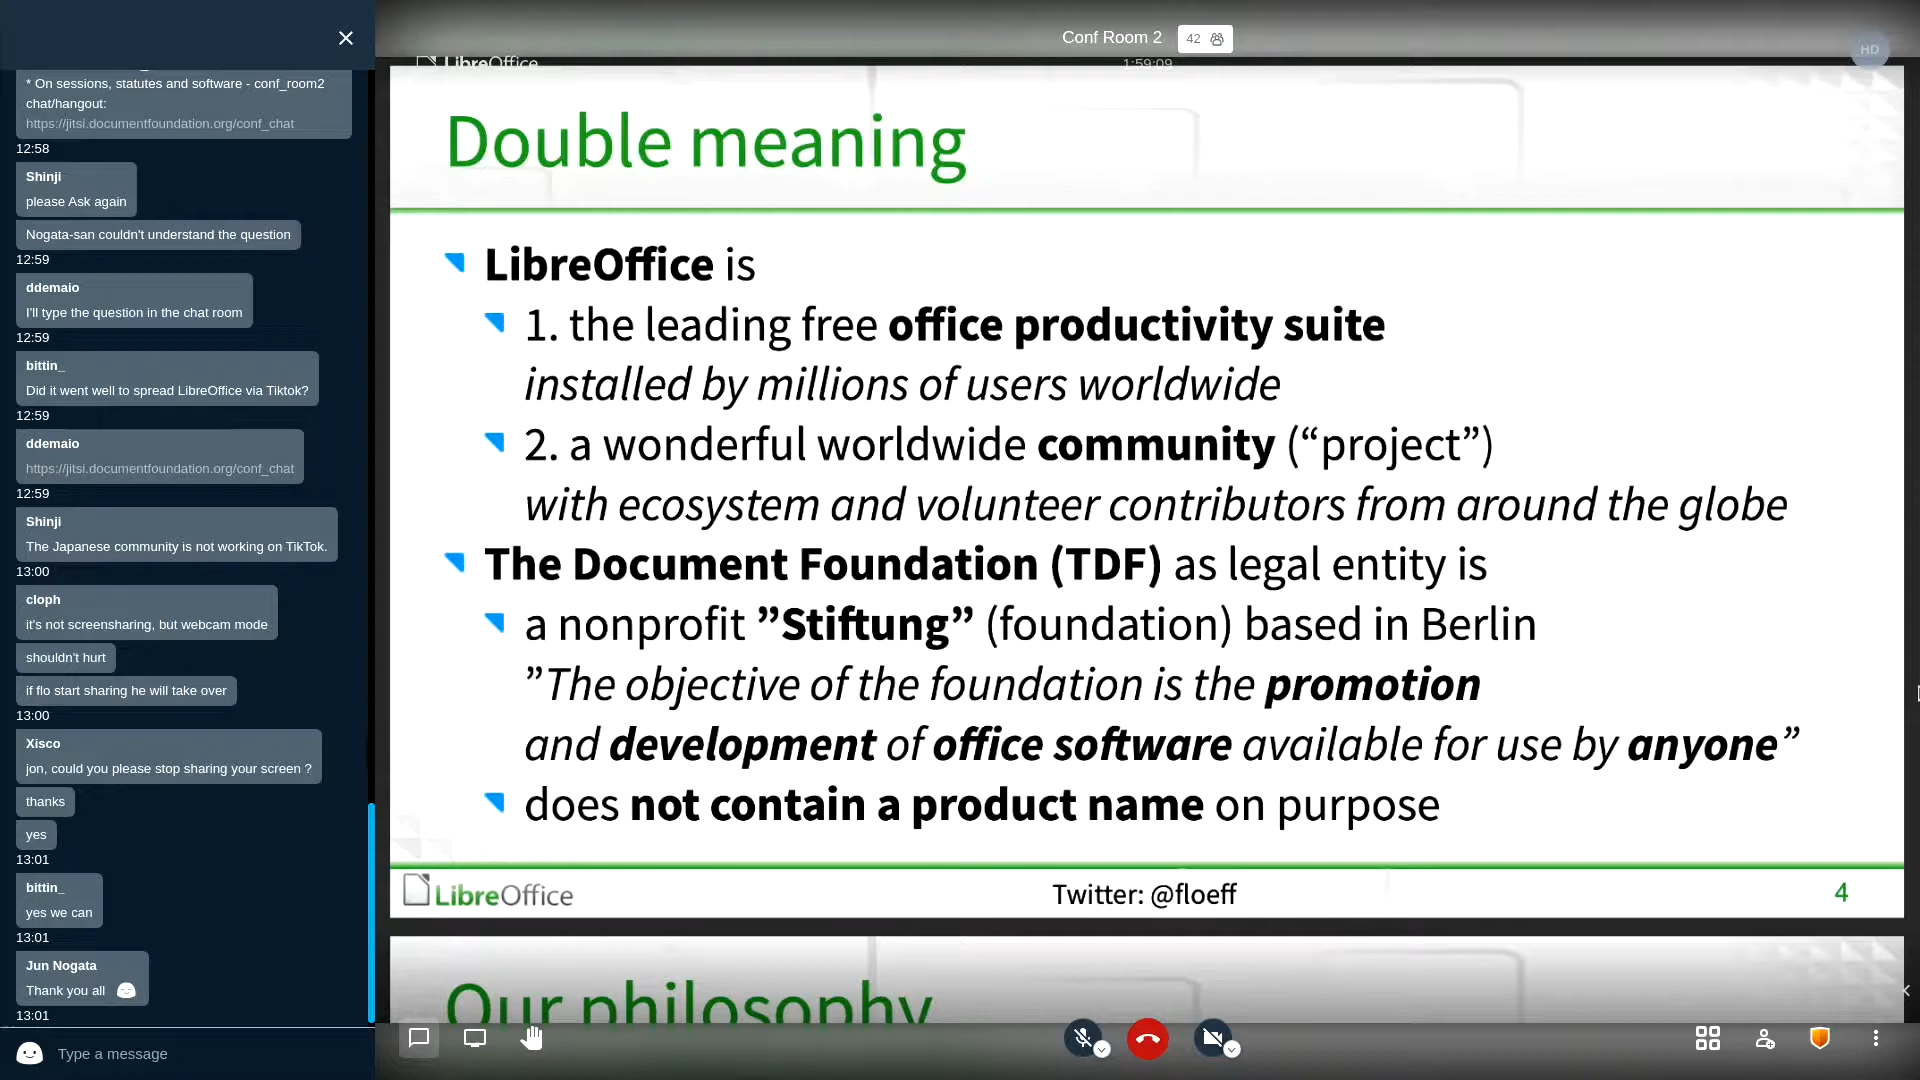 * On sessions, statutes and software - conf_room2
chat/hangout:
https://jitsi.documentfoundation.org/conf_chat
12:58
Shinji
please Ask again
Nogata-san couldn't understand the question
12:59
ddemaio
I'll type the question in the chat room
12:59
bittin_
Did it went well to spread LibreOffice via Tiktok?
12:59
ddemaio
https://jitsi.documentfoundation.org/conf_chat
12:59
Shinji
The Japanese community is not working on TikTok.
13:00
cloph
it's not screensharing, but webcam mode
shouldn't hurt
if flo start sharing he will take over
13:00
Xisco
jon, could you please stop sharing your screen ?
thanks
yes
13:01
bittin_
yes we can
13:01
Jun Nogata
Thank you all
13:01
Type a message
Conf Room 2
42
HD
LibreOffice
1:59:09
Double meaning
LibreOffice is
1. the leading free office productivity suite
installed by millions of users worldwide
2. a wonderful worldwide community (“project”)
with ecosystem and volunteer contributors from around the globe
The Document Foundation (TDF) as legal entity is
a nonprofit ”Stiftung” (foundation) based in Berlin
”The objective of the foundation is the promotion
and development of office software available for use by anyone”
does not contain a product name on purpose
LibreOffice
Twitter: @floeff
4
Our philosophy